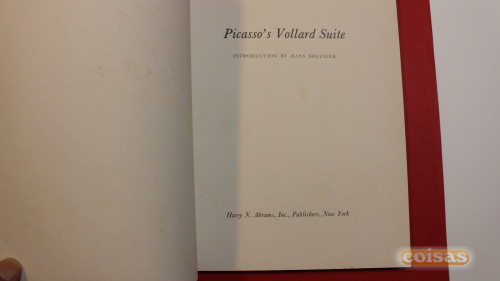 Picasso's Vollard Suite
INTRODUCTION BY HANS BOLLIGER
Harry N. Abrams, Inc., Publishers, New York
coisas